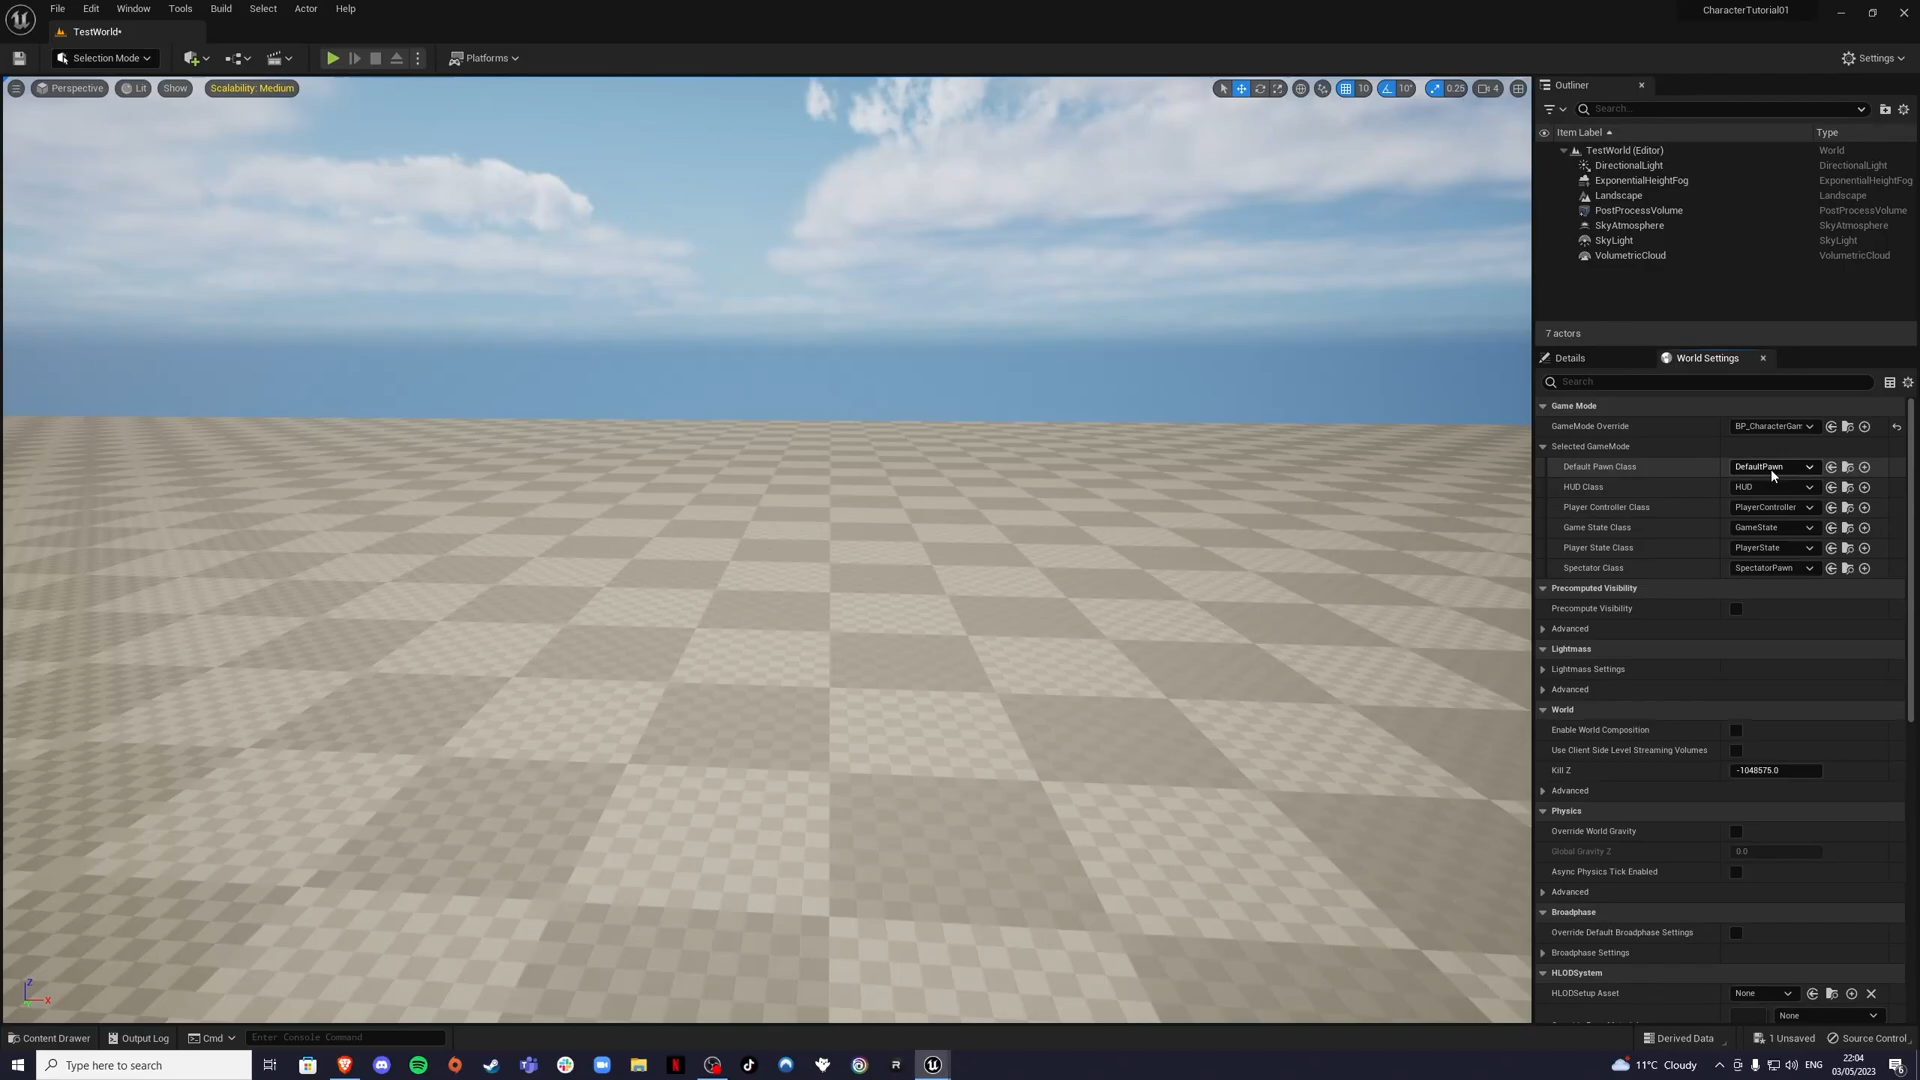 File Edit Window Tools Build Select Actor Help CharacterTutorial01
TestWorld*
Selection Mode Platforms Settings
Perspective Lit Show Scalability: Medium 10 10° 0.25 4
Outliner
Search...
Item Label Type
TestWorld (Editor) World
DirectionalLight DirectionalLight
ExponentialHeightFog ExponentialHeightFog
Landscape Landscape
PostProcessVolume PostProcessVolume
SkyAtmosphere SkyAtmosphere
SkyLight SkyLight
VolumetricCloud VolumetricCloud
7 actors
Details World Settings
Search
Game Mode
GameMode Override BP_CharacterGam
Selected GameMode
Default Pawn Class DefaultPawn
HUD Class HUD
Player Controller Class PlayerController
Game State Class GameState
Player State Class PlayerState
Spectator Class SpectatorPawn
Precomputed Visibility
Precompute Visibility
Advanced
Lightmass
Lightmass Settings
Advanced
World
Enable World Composition
Use Client Side Level Streaming Volumes
Kill Z -1048575.0
Advanced
Physics
Override World Gravity
Global Gravity Z 0.0
Async Physics Tick Enabled
Advanced
Broadphase
Override Default Broadphase Settings
Broadphase Settings
HLODSystem
HLODSetup Asset None
None
Z
X
Content Drawer Output Log Cmd Enter Console Command Derived Data 1 Unsaved Source Control
Type here to search 11°C Cloudy ENG 22:04
03/05/2023
6